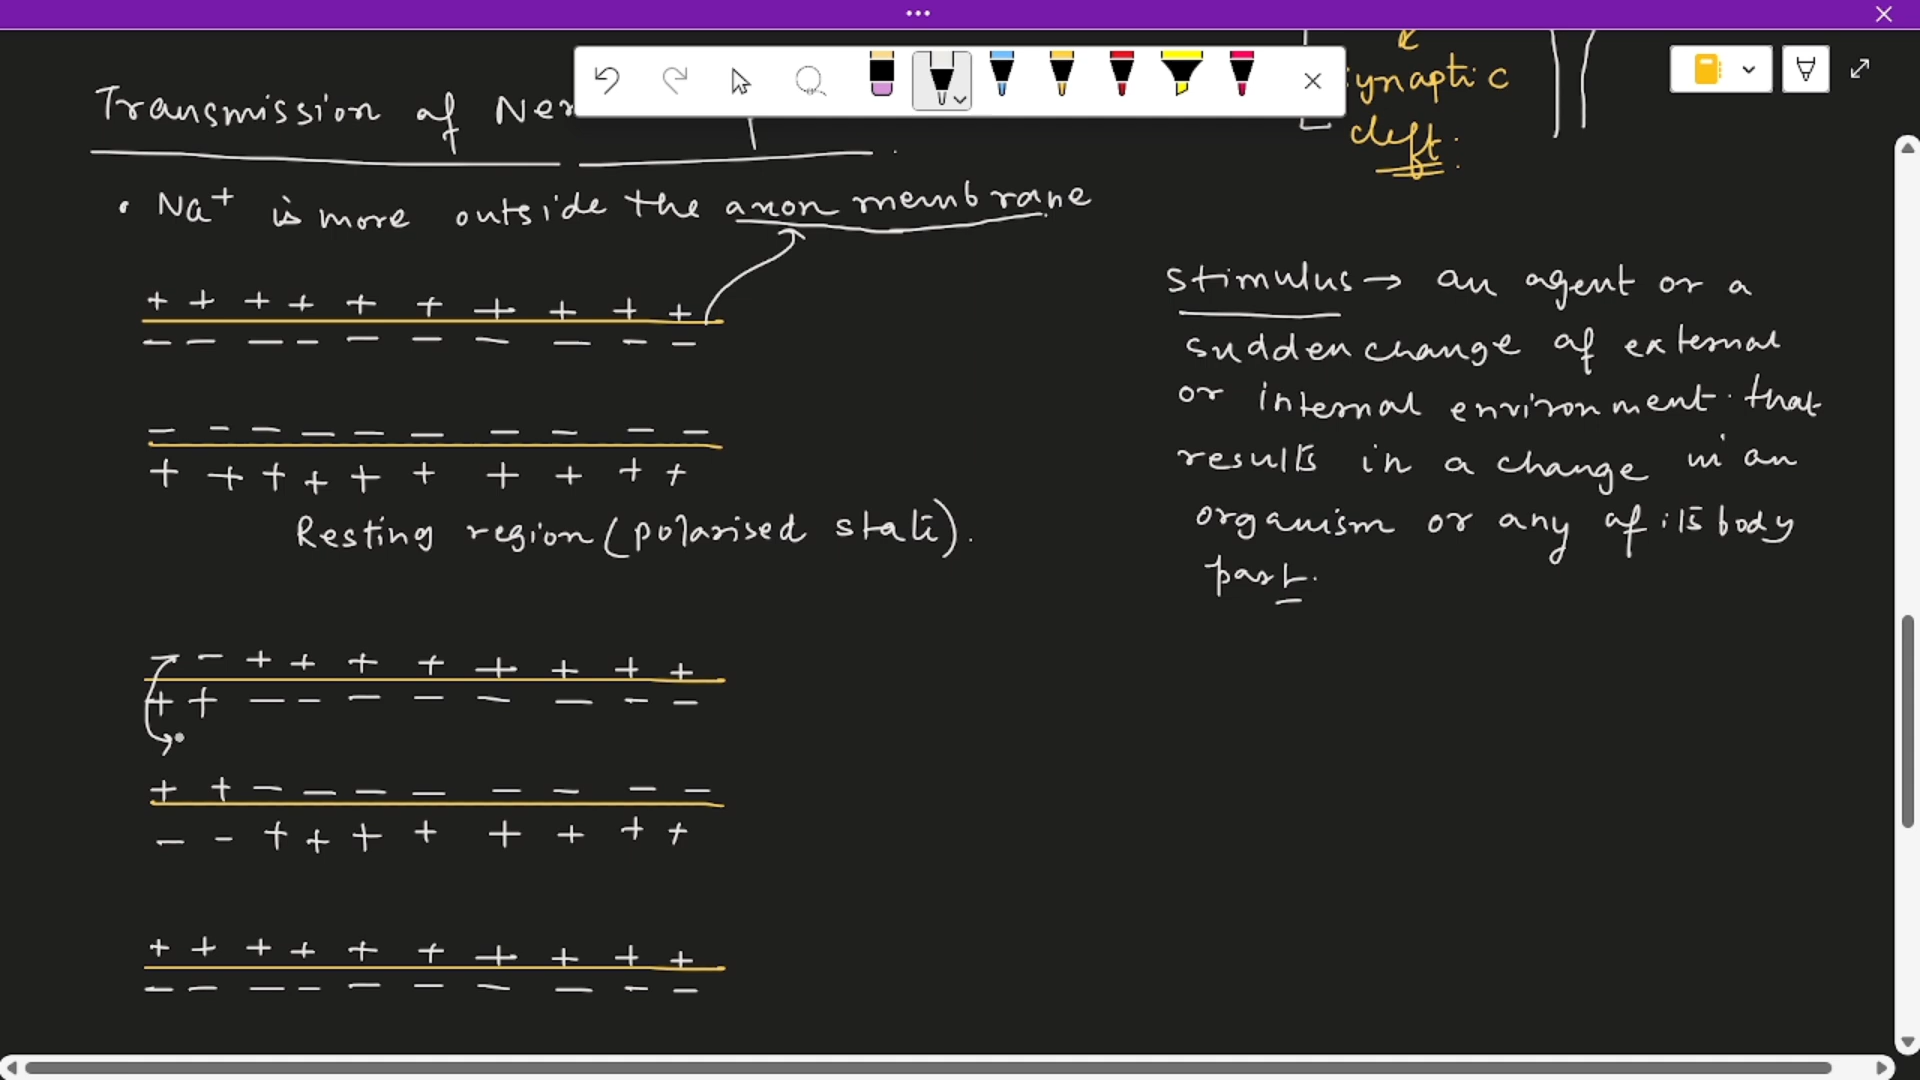 synaptic
cleft.
Transmission of Ner
• Na+ is more outside the axon membrane
+ + + + + + + + + +
— — — — — — — — — —
— — — — — — — — — —
+ + + + + + + + + +
Resting region (polarised state).
stimulus → an agent or a
sudden change of external
or internal environment that
results in a change in an
organism or any of its body
part.
— — + + + + + + + +
+ + — — — — — — — —
+ + — — — — — — — —
— — + + + + + + + +
+ + + + + + + + + +
— — — — — — — — — —